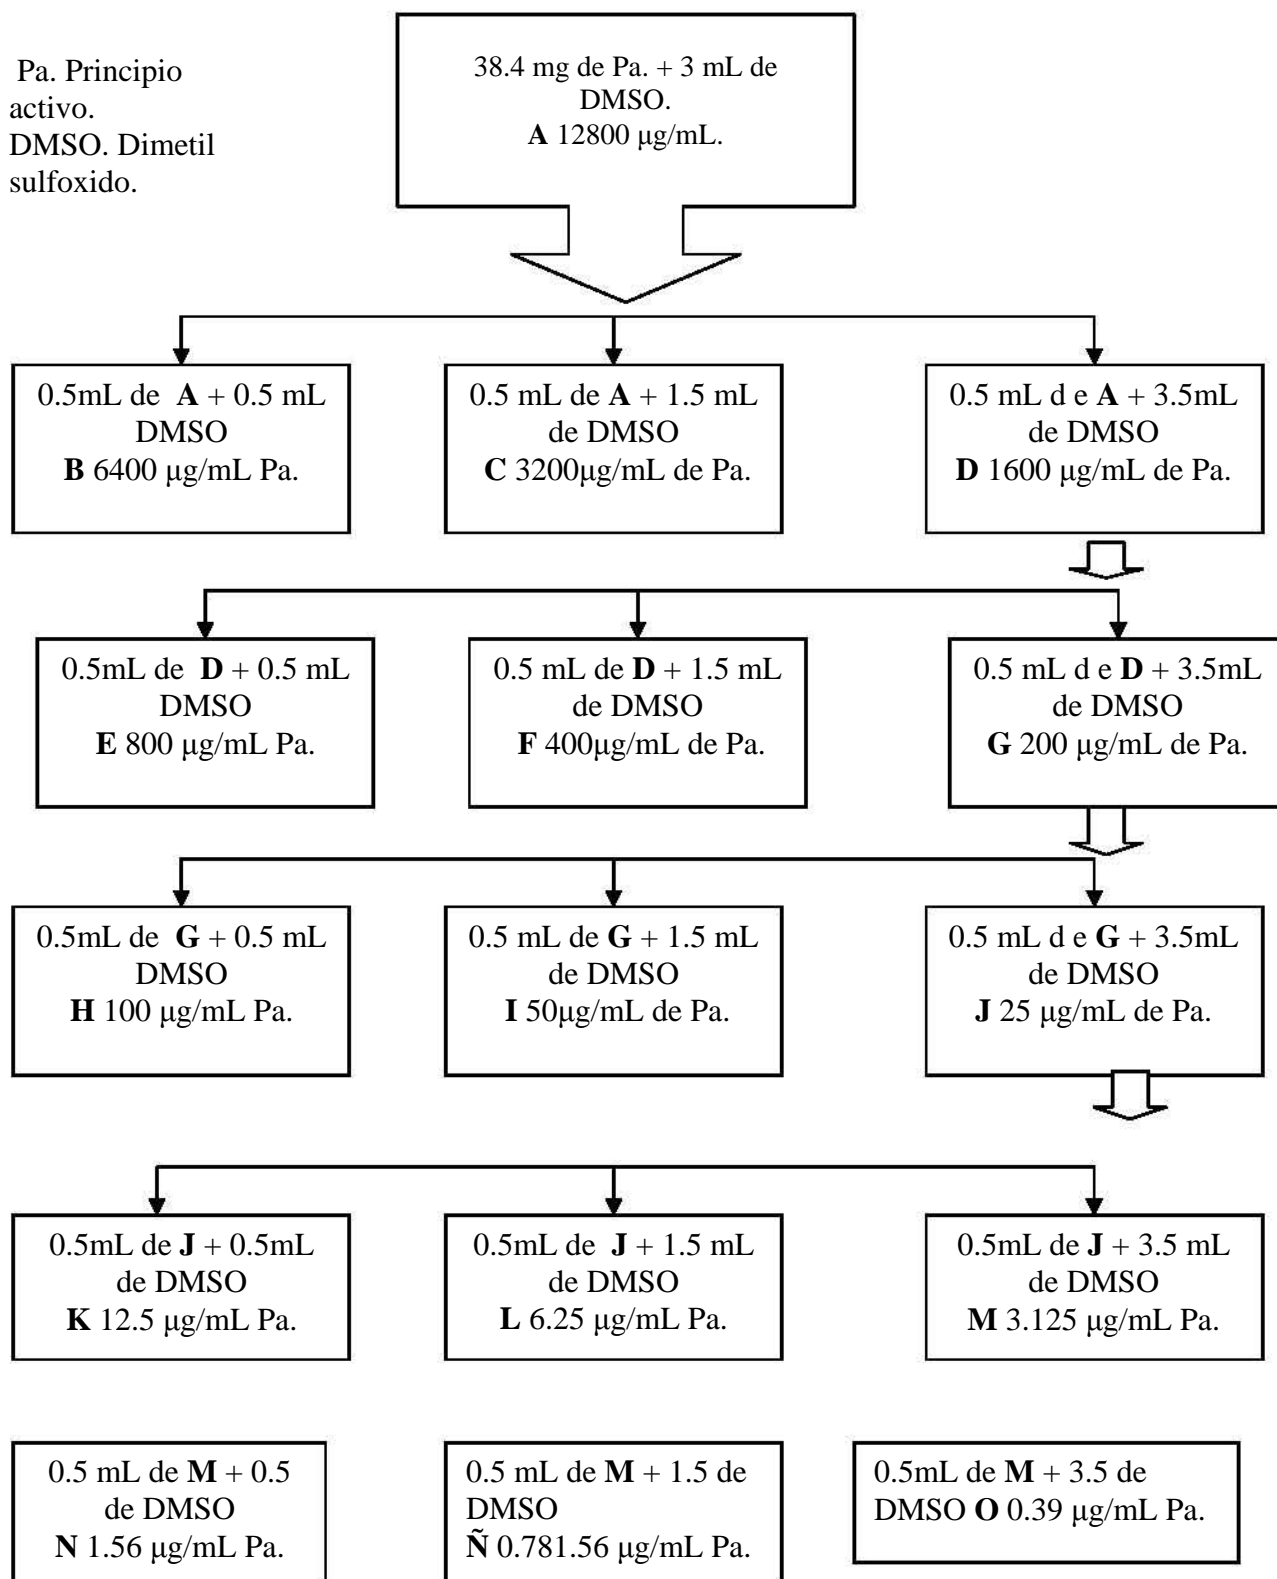 Pa. Principio
activo.
DMSO. Dimetil
sulfoxido.
38.4 mg de Pa. + 3 mL de
DMSO.
A 12800 μg/mL.
0.5mL de A + 0.5 mL
DMSO
B 6400 μg/mL Pa.
0.5 mL de A + 1.5 mL
de DMSO
C 3200μg/mL de Pa.
0.5 mL d e A + 3.5mL
de DMSO
D 1600 μg/mL de Pa.
0.5mL de D + 0.5 mL
DMSO
E 800 μg/mL Pa.
0.5 mL de D + 1.5 mL
de DMSO
F 400μg/mL de Pa.
0.5 mL d e D + 3.5mL
de DMSO
G 200 μg/mL de Pa.
0.5mL de G + 0.5 mL
DMSO
H 100 μg/mL Pa.
0.5 mL de G + 1.5 mL
de DMSO
I 50μg/mL de Pa.
0.5 mL d e G + 3.5mL
de DMSO
J 25 μg/mL de Pa.
0.5mL de J + 0.5mL
de DMSO
K 12.5 μg/mL Pa.
0.5mL de J + 1.5 mL
de DMSO
L 6.25 μg/mL Pa.
0.5mL de J + 3.5 mL
de DMSO
M 3.125 μg/mL Pa.
0.5 mL de M + 0.5
de DMSO
N 1.56 μg/mL Pa.
0.5 mL de M + 1.5 de
DMSO
Ñ 0.781.56 μg/mL Pa.
0.5mL de M + 3.5 de
DMSO O 0.39 μg/mL Pa.